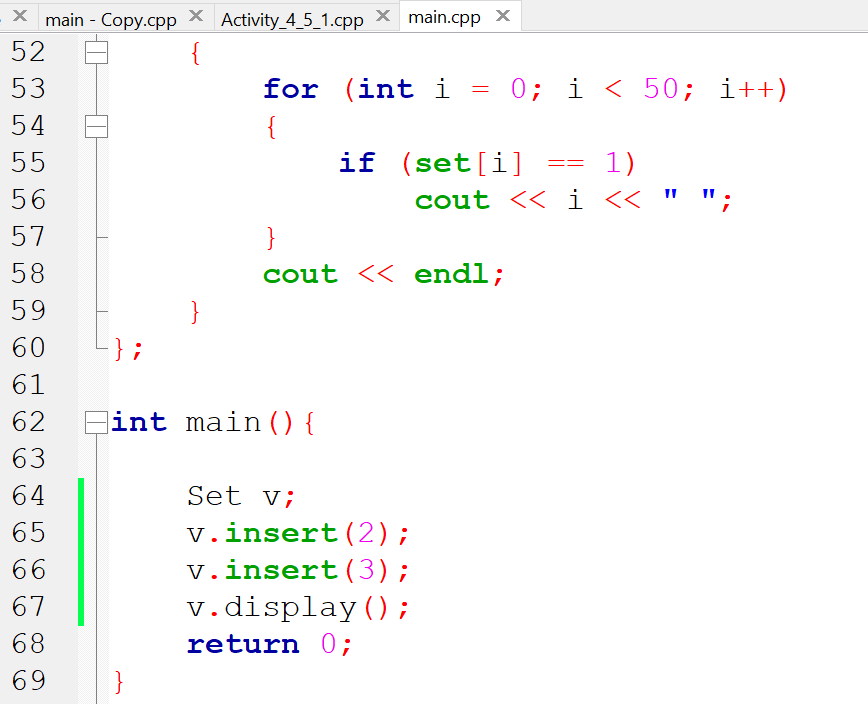 main - Copy.cpp Activity_4_5_1.cpp main.cpp
52 {
53 for (int i = 0; i < 50; i++)
54 {
55 if (set[i] == 1)
56 cout << i << " ";
57 }
58 cout << endl;
59 }
60 };
61
62 int main(){
63
64 Set v;
65 v.insert(2);
66 v.insert(3);
67 v.display();
68 return 0;
69 }